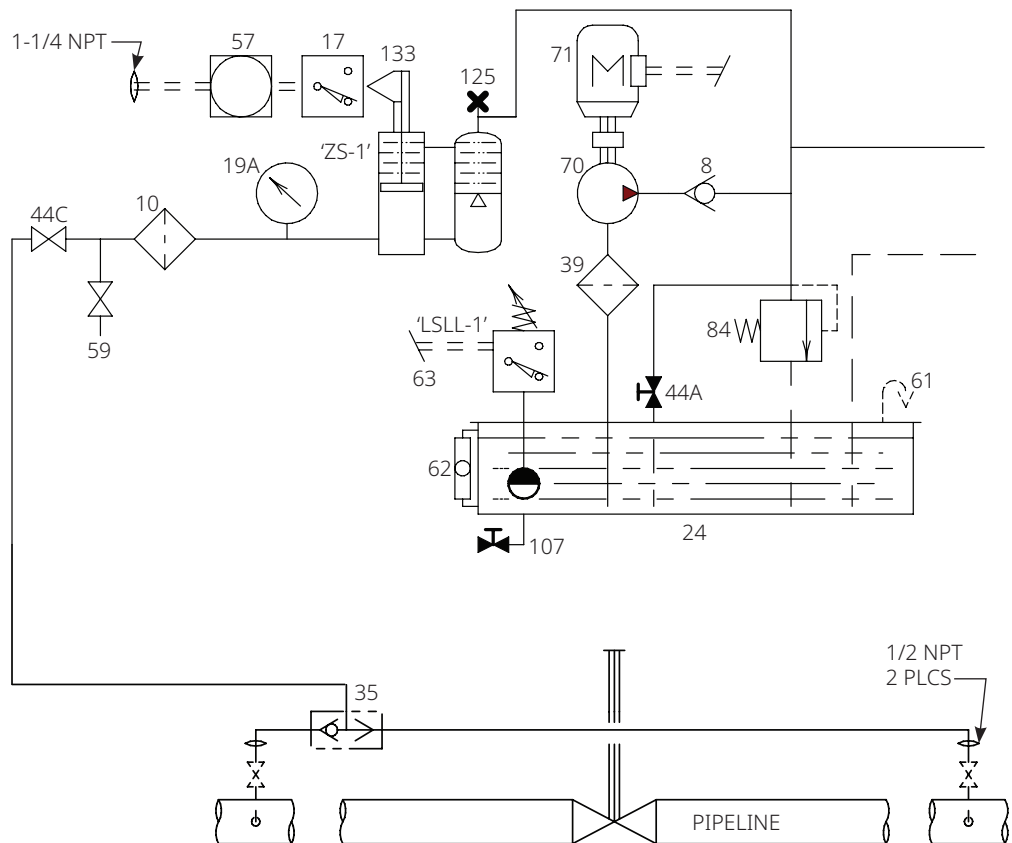 1-1/4 NPT
57
17
133
125
71
'ZS-1'
19A
70
8
44C
10
39
59
'LSLL-1'
63
84
44A
61
62
24
107
1/2 NPT
2 PLCS
35
PIPELINE